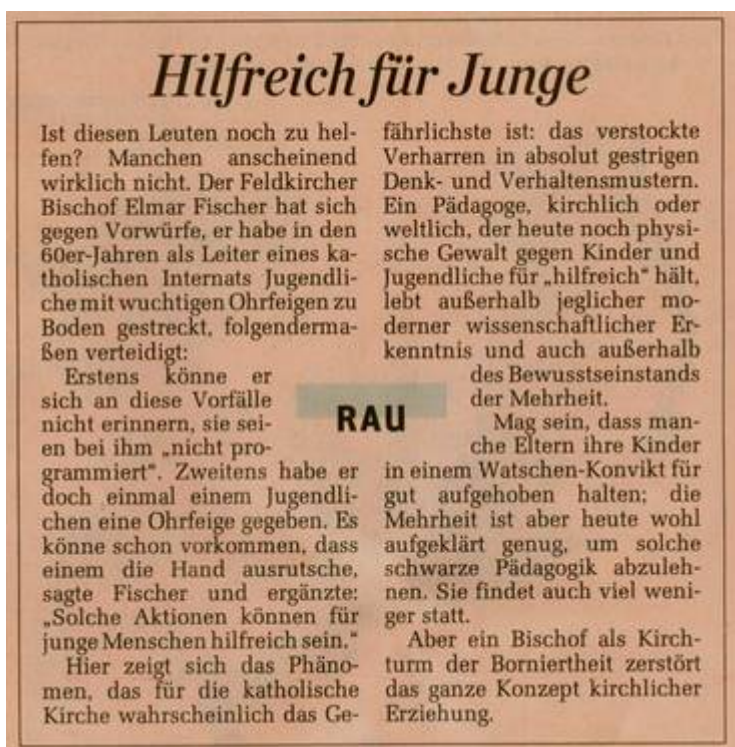 Hilfreich für Junge
Ist diesen Leuten noch zu hel-
fen? Manchen anscheinend
wirklich nicht. Der Feldkircher
Bischof Elmar Fischer hat sich
gegen Vorwürfe, er habe in den
60er-Jahren als Leiter eines ka-
tholischen Internats Jugendli-
che mit wuchtigen Ohrfeigen zu
Boden gestreckt, folgenderma-
ßen verteidigt:
Erstens könne er
sich an diese Vorfälle
nicht erinnern, sie sei-
en bei ihm „nicht pro-
grammiert“. Zweitens habe er
doch einmal einem Jugendli-
chen eine Ohrfeige gegeben. Es
könne schon vorkommen, dass
einem die Hand ausrutsche,
sagte Fischer und ergänzte:
„Solche Aktionen können für
junge Menschen hilfreich sein.“
Hier zeigt sich das Phäno-
men, das für die katholische
Kirche wahrscheinlich das Ge-
fährlichste ist: das verstockte
Verharren in absolut gestrigen
Denk- und Verhaltensmustern.
Ein Pädagoge, kirchlich oder
weltlich, der heute noch physi-
sche Gewalt gegen Kinder und
Jugendliche für „hilfreich“ hält,
lebt außerhalb jeglicher mo-
derner wissenschaftlicher Er-
kenntnis und auch außerhalb
des Bewusstseinstands
der Mehrheit.
RAU
Mag sein, dass man-
che Eltern ihre Kinder
in einem Watschen-Konvikt für
gut aufgehoben halten; die
Mehrheit ist aber heute wohl
aufgeklärt genug, um solche
schwarze Pädagogik abzuleh-
nen. Sie findet auch viel weni-
ger statt.
Aber ein Bischof als Kirch-
turm der Borniertheit zerstört
das ganze Konzept kirchlicher
Erziehung.